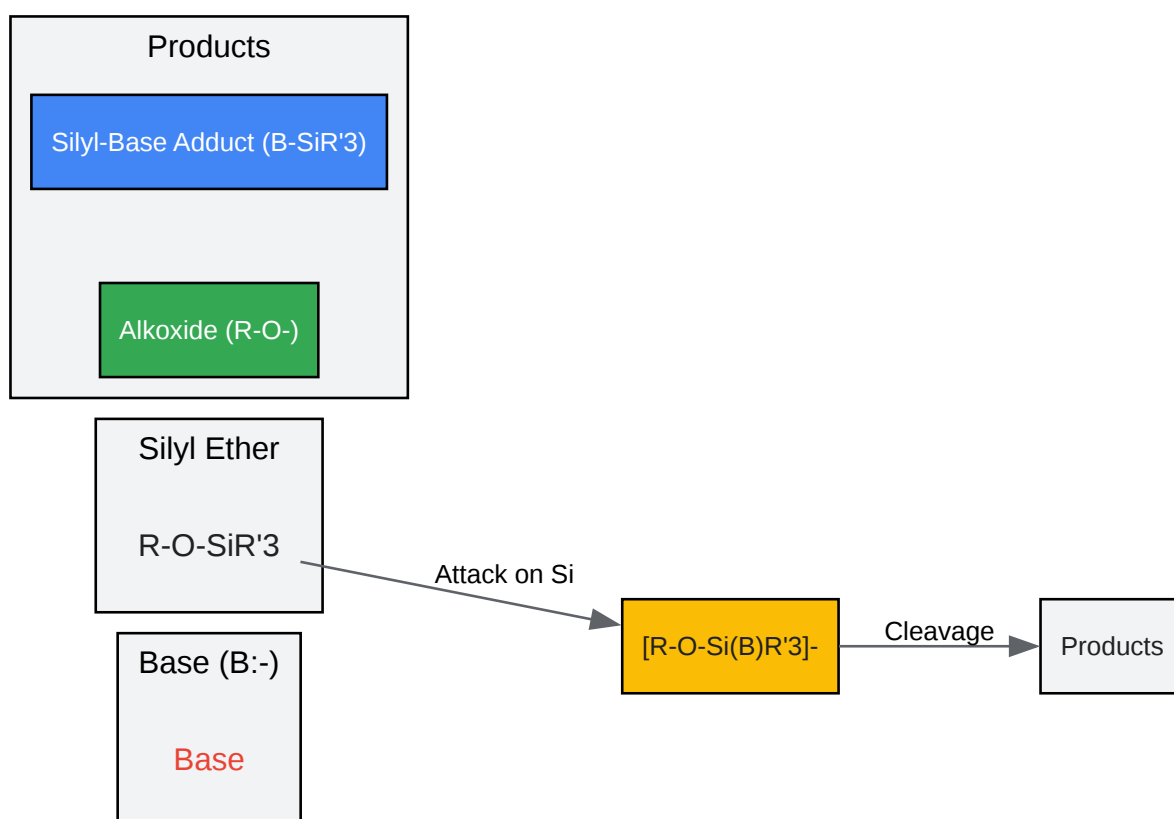 Products
Silyl-Base Adduct (B-SiR'3)
Alkoxide (R-O-)
Silyl Ether
R-O-SiR'3
Attack on Si
[R-O-Si(B)R'3]-
Cleavage
Products
Base (B:-)
Base